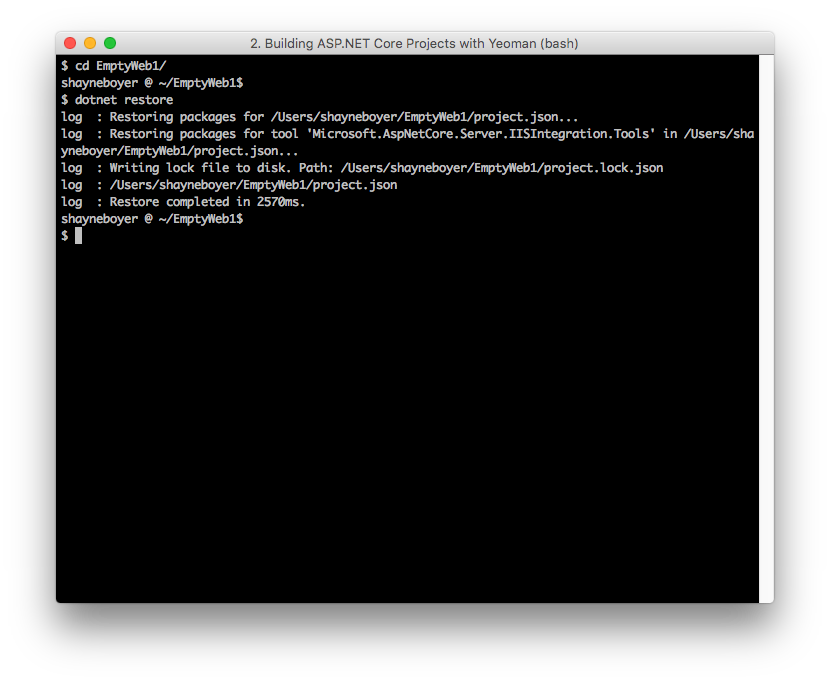 2. Building ASP.NET Core Projects with Yeoman (bash)
$ cd EmptyWeb1/
shayneboyer @ ~/EmptyWeb1$
$ dotnet restore
log  : Restoring packages for /Users/shayneboyer/EmptyWeb1/project.json...
log  : Restoring packages for tool 'Microsoft.AspNetCore.Server.IISIntegration.Tools' in /Users/sha
yneboyer/EmptyWeb1/project.json...
log  : Writing lock file to disk. Path: /Users/shayneboyer/EmptyWeb1/project.lock.json
log  : /Users/shayneboyer/EmptyWeb1/project.json
log  : Restore completed in 2570ms.
shayneboyer @ ~/EmptyWeb1$
$